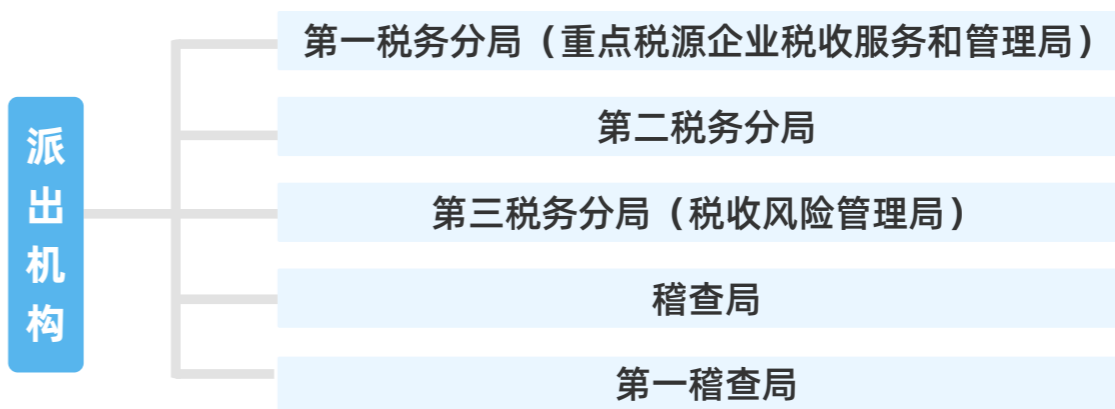 派出机构
第一税务分局（重点税源企业税收服务和管理局）
第二税务分局
第三税务分局（税收风险管理局）
稽查局
第一稽查局